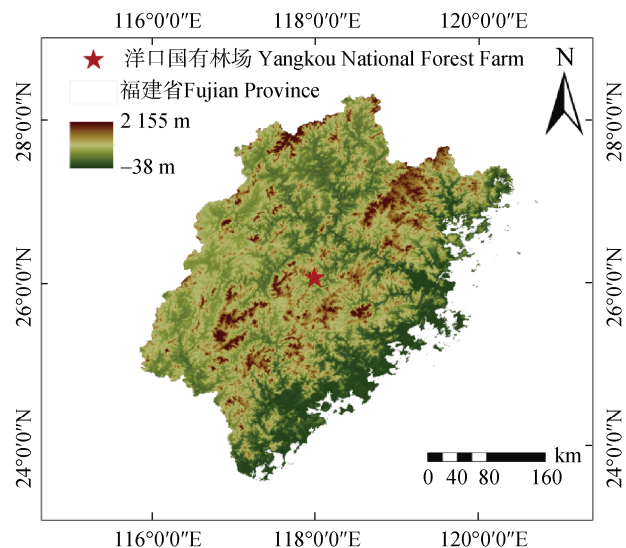 116°0′0″E 118°0′0″E 120°0′0″E
洋口国有林场 Yangkou National Forest Farm
福建省Fujian Province
2 155 m
−38 m
N
28°0′0″N 28°0′0″N
26°0′0″N 26°0′0″N
24°0′0″N 24°0′0″N
km
0 40 80 160
116°0′0″E 118°0′0″E 120°0′0″E